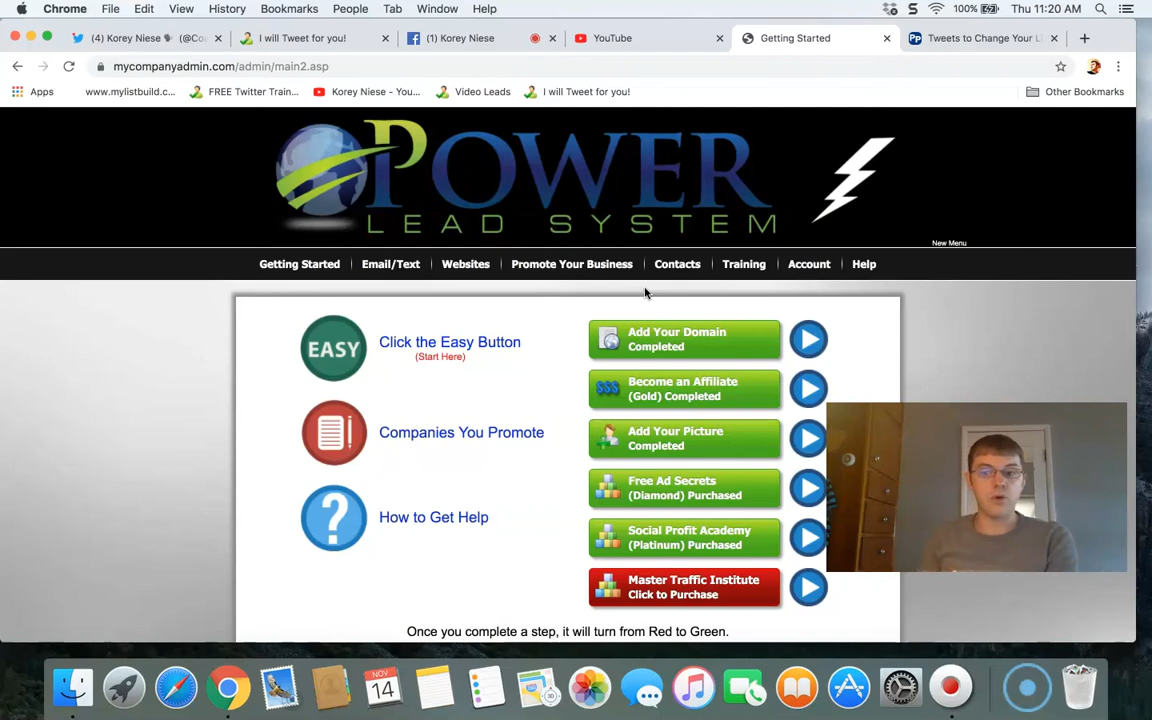 Chrome File Edit View History Bookmarks People Tab Window Help 100% Thu 11:20 AM
(4) Korey Niese (@Coa I will Tweet for you! (1) Korey Niese YouTube Getting Started Tweets to Change Your L
mycompanyadmin.com/admin/main2.asp
Apps www.mylistbuild.c... FREE Twitter Train... Korey Niese - You... Video Leads I will Tweet for you! Other Bookmarks
POWER
LEAD SYSTEM
New Menu
Getting Started Email/Text Websites Promote Your Business Contacts Training Account Help
EASY
Click the Easy Button
(Start Here)
Companies You Promote
?
How to Get Help
Add Your Domain
Completed
$$$
Become an Affiliate
(Gold) Completed
Add Your Picture
Completed
Free Ad Secrets
(Diamond) Purchased
Social Profit Academy
(Platinum) Purchased
Master Traffic Institute
Click to Purchase
Once you complete a step, it will turn from Red to Green.
NOV
14